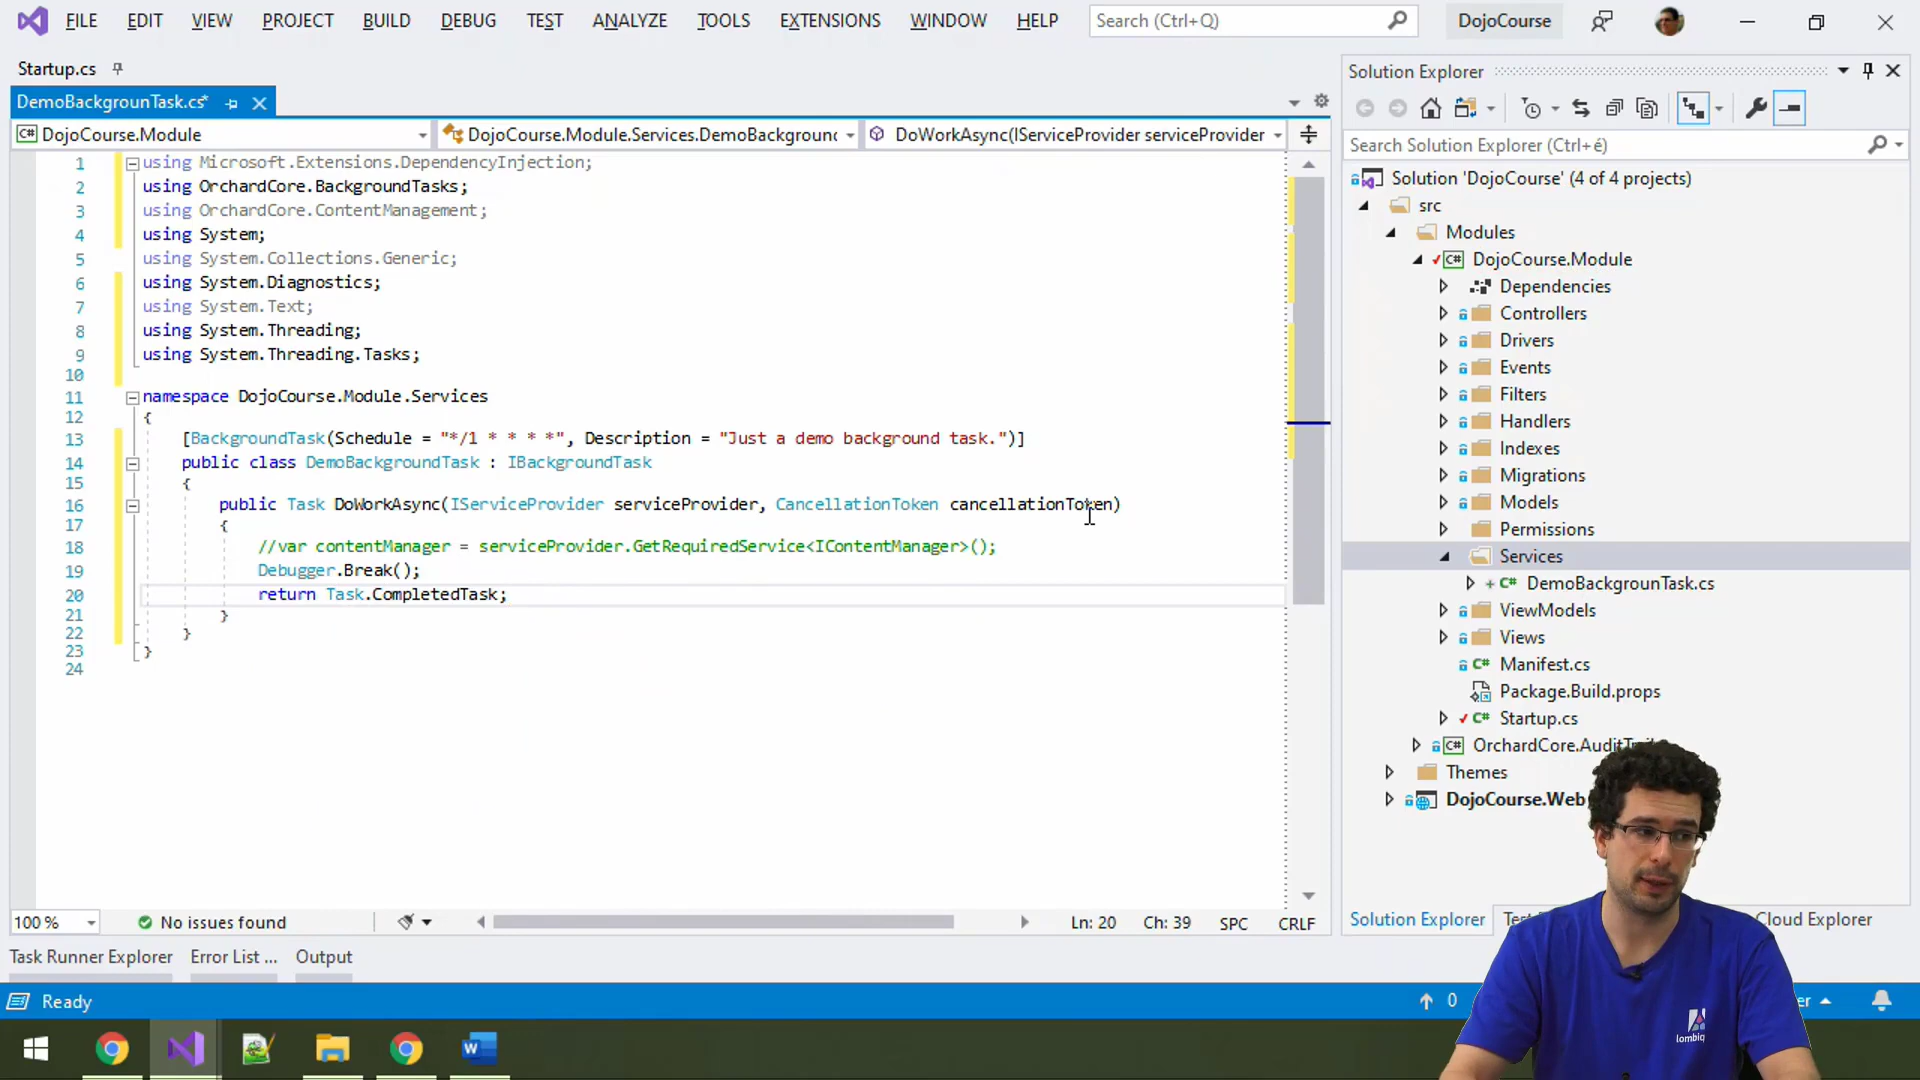 FILE EDIT VIEW PROJECT BUILD DEBUG TEST ANALYZE TOOLS EXTENSIONS WINDOW HELP Search (Ctrl+Q) DojoCourse
Startup.cs
DemoBackgrounTask.cs*
DojoCourse.Module DojoCourse.Module.Services.DemoBackground DoWorkAsync(IServiceProvider serviceProvider
1 using Microsoft.Extensions.DependencyInjection;
2 using OrchardCore.BackgroundTasks;
3 using OrchardCore.ContentManagement;
4 using System;
5 using System.Collections.Generic;
6 using System.Diagnostics;
7 using System.Text;
8 using System.Threading;
9 using System.Threading.Tasks;
10
11 namespace DojoCourse.Module.Services
12 {
13 [BackgroundTask(Schedule = "*/1 * * * *", Description = "Just a demo background task.")]
14 public class DemoBackgroundTask : IBackgroundTask
15 {
16 public Task DoWorkAsync(IServiceProvider serviceProvider, CancellationToken cancellationToken)
17 {
18 //var contentManager = serviceProvider.GetRequiredService<IContentManager>();
19 Debugger.Break();
20 return Task.CompletedTask;
21 }
22 }
23 }
24
100 % No issues found Ln: 20 Ch: 39 SPC CRLF
Task Runner Explorer Error List ... Output
Ready
Solution Explorer
Search Solution Explorer (Ctrl+é)
Solution 'DojoCourse' (4 of 4 projects)
src
Modules
DojoCourse.Module
Dependencies
Controllers
Drivers
Events
Filters
Handlers
Indexes
Migrations
Models
Permissions
Services
DemoBackgrounTask.cs
ViewModels
Views
Manifest.cs
Package.Build.props
Startup.cs
OrchardCore.AuditTrail
Themes
DojoCourse.Web
Solution Explorer Cloud Explorer
0
lombiq